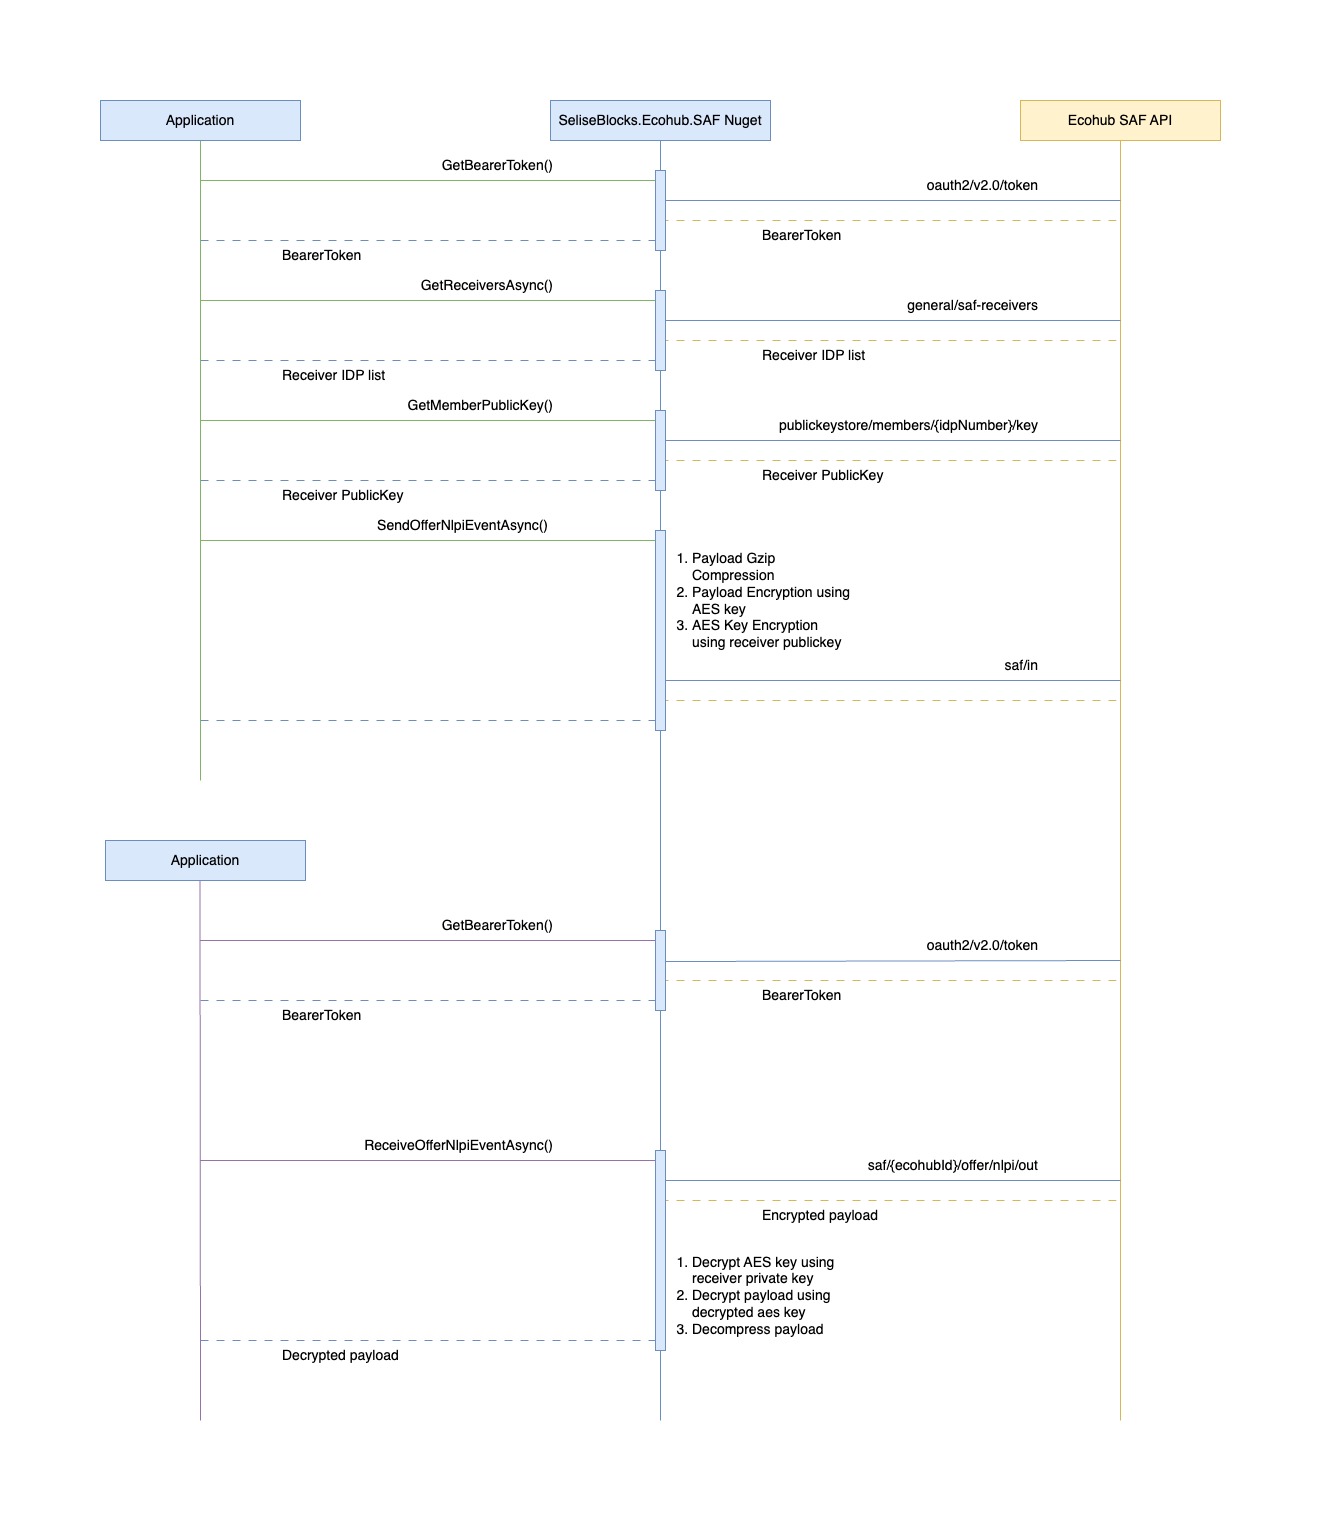 Application
SeliseBlocks.Ecohub.SAF Nuget
Ecohub SAF API
GetBearerToken()
oauth2/v2.0/token
BearerToken
BearerToken
GetReceiversAsync()
general/saf-receivers
Receiver IDP list
Receiver IDP list
GetMemberPublicKey()
publickeystore/members/{idpNumber}/key
Receiver PublicKey
Receiver PublicKey
SendOfferNlpiEventAsync()
1. Payload Gzip
Compression
2. Payload Encryption using
AES key
3. AES Key Encryption
using receiver publickey
saf/in
Application
GetBearerToken()
oauth2/v2.0/token
BearerToken
BearerToken
ReceiveOfferNlpiEventAsync()
saf/{ecohubId}/offer/nlpi/out
Encrypted payload
1. Decrypt AES key using
receiver private key
2. Decrypt payload using
decrypted aes key
3. Decompress payload
Decrypted payload